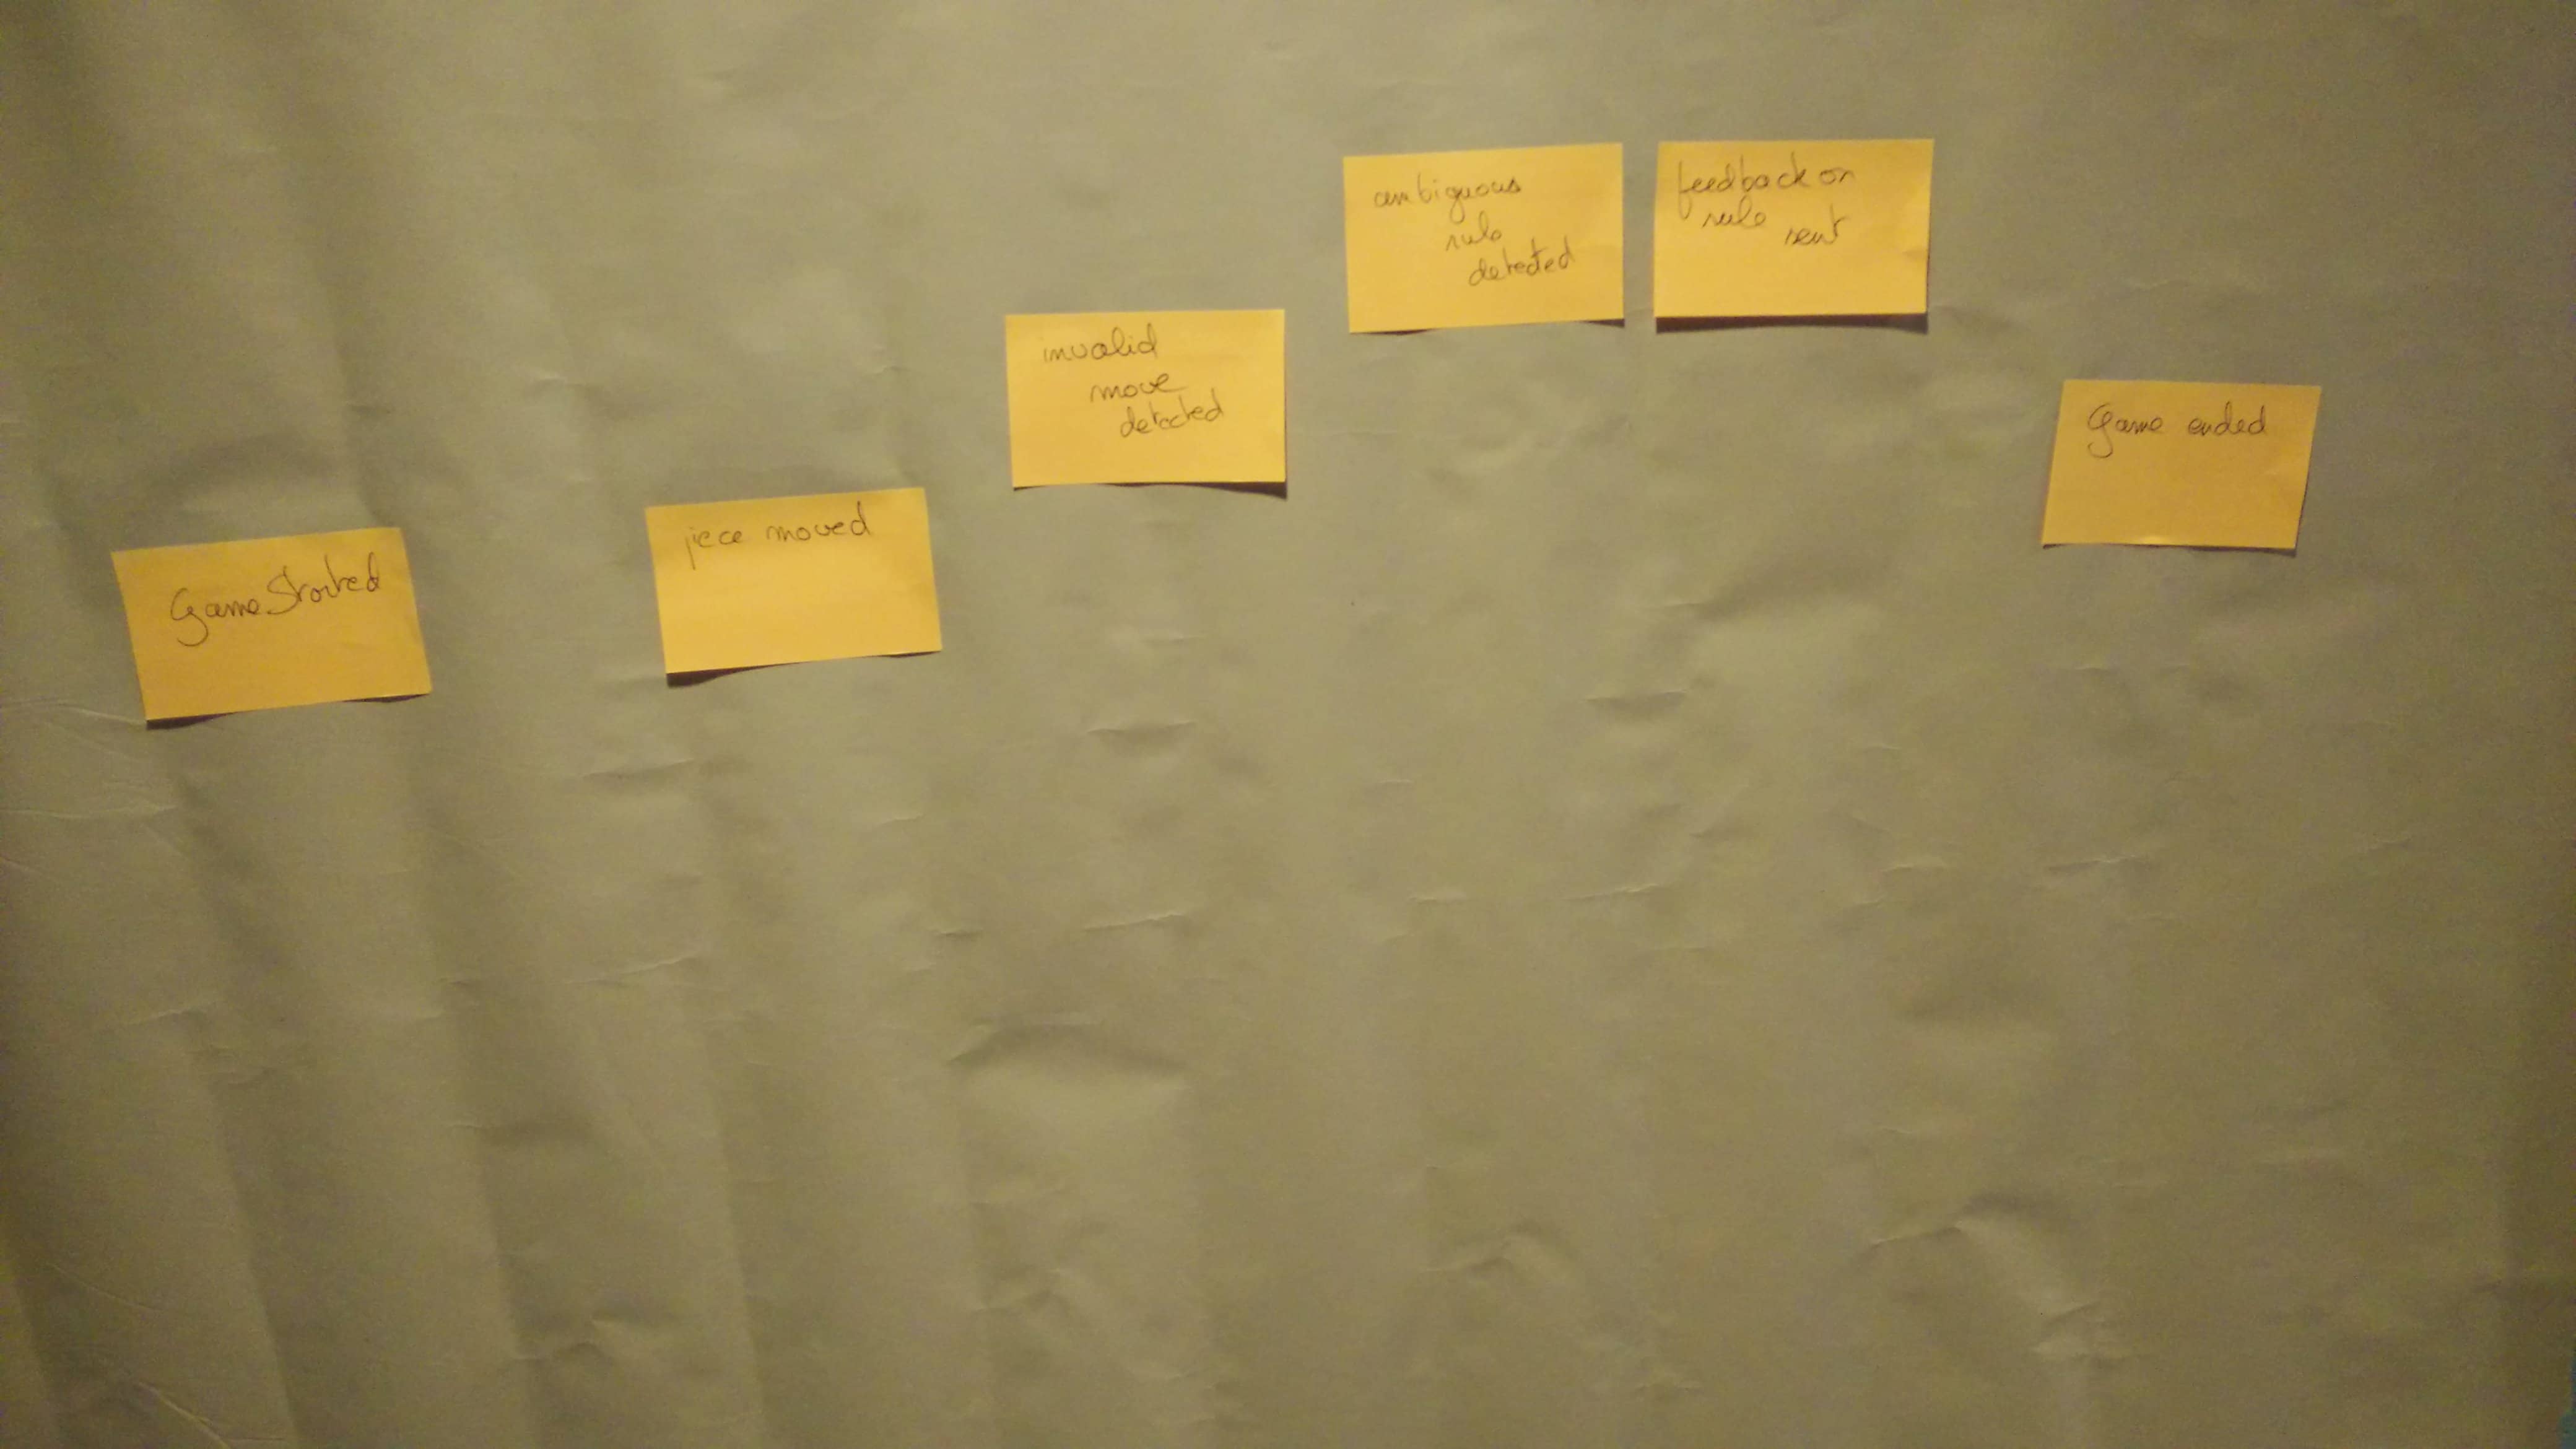 Game Started
piece moved
invalid
move
detected
ambiguous
rule
detected
feedback on
rule sent
Game ended